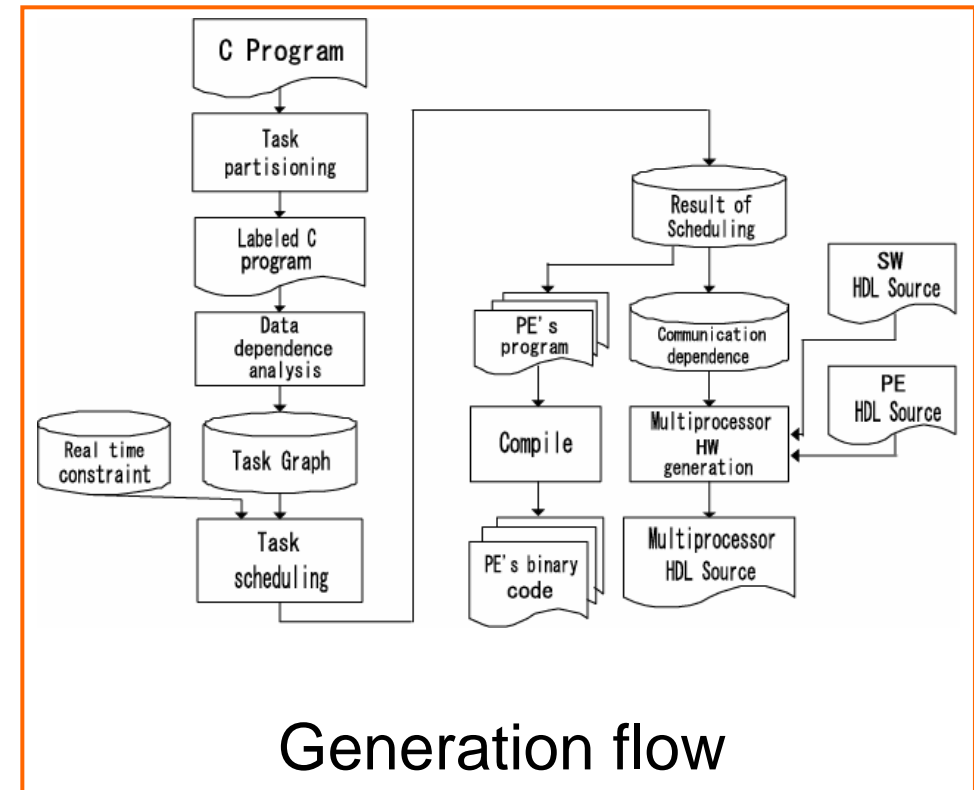 C Program
Task
partisioning
Labeled C
program
Data
dependence
analysis
Real time
constraint
Task Graph
Task
scheduling
Result of
Scheduling
PE's
program
Communication
dependence
SW
HDL Source
PE
HDL Source
Compile
Multiprocessor
HW
generation
PE's binary
code
Multiprocessor
HDL Source
Generation flow